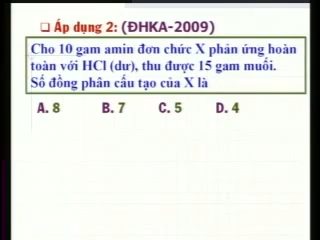 ❑ Áp dụng 2: (ĐHKA-2009)
Cho 10 gam amin đơn chức X phản ứng hoàn
toàn với HCl (dư), thu được 15 gam muối.
Số đồng phân cấu tạo của X là
A. 8 B. 7 C. 5 D. 4